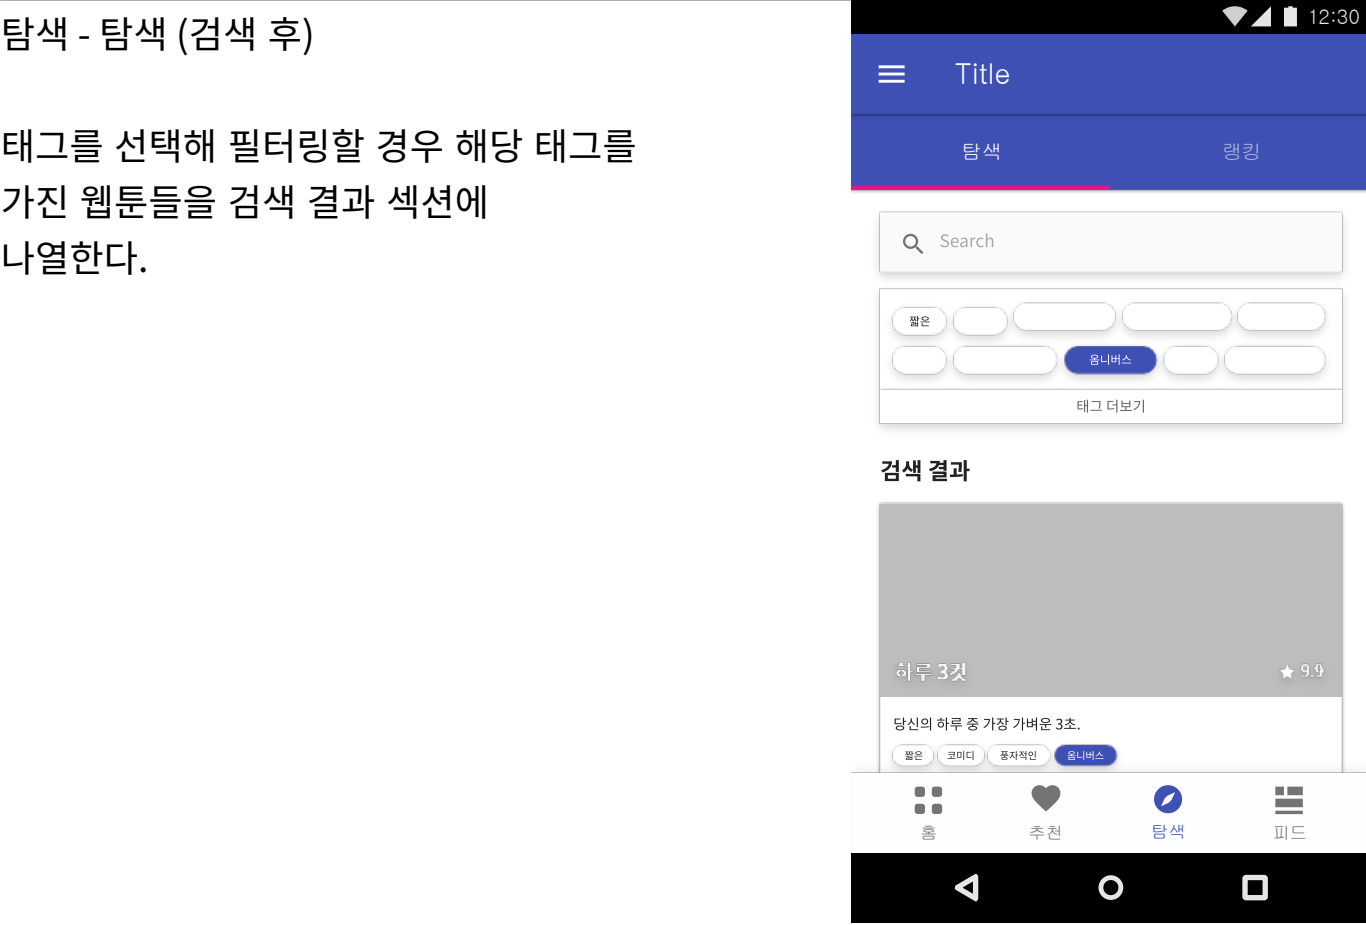 탐색 - 탐색 (검색 후)
태그를 선택해 필터링할 경우 해당 태그를
가진 웹툰들을 검색 결과 섹션에
나열한다.
12:30
Title
탐색 랭킹
Search
짧은
옴니버스
태그 더보기
검색 결과
하루 3컷 9.9
당신의 하루 중 가장 가벼운 3초.
짧은 코미디 풍자적인 옴니버스
홈 추천 탐색 피드